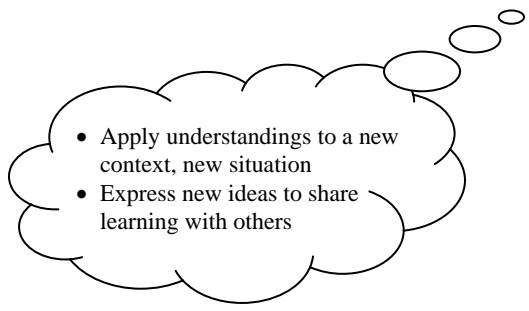 • Apply understandings to a new
context, new situation
• Express new ideas to share
learning with others